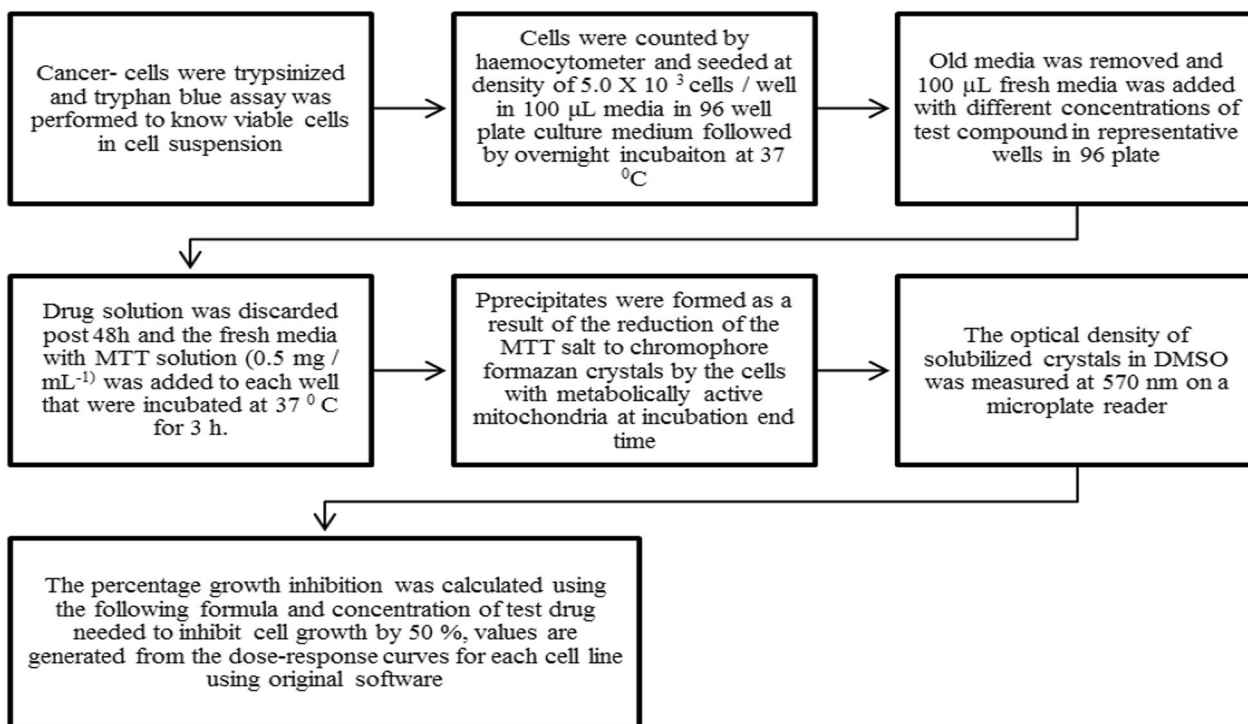 Cancer- cells were trypsinized
and tryphan blue assay was
performed to know viable cells
in cell suspension
Cells were counted by
haemocytometer and seeded at
density of 5.0 X 10 ³ cells / well
in 100 μL media in 96 well
plate culture medium followed
by overnight incubaiton at 37
⁰C
Old media was removed and
100 μL fresh media was added
with different concentrations of
test compound in representative
wells in 96 plate
Drug solution was discarded
post 48h and the fresh media
with MTT solution (0.5 mg /
mL⁻¹⁾ was added to each well
that were incubated at 37 ⁰ C
for 3 h.
Pprecipitates were formed as a
result of the reduction of the
MTT salt to chromophore
formazan crystals by the cells
with metabolically active
mitochondria at incubation end
time
The optical density of
solubilized crystals in DMSO
was measured at 570 nm on a
microplate reader
The percentage growth inhibition was calculated using
the following formula and concentration of test drug
needed to inhibit cell growth by 50 %, values are
generated from the dose-response curves for each cell line
using original software